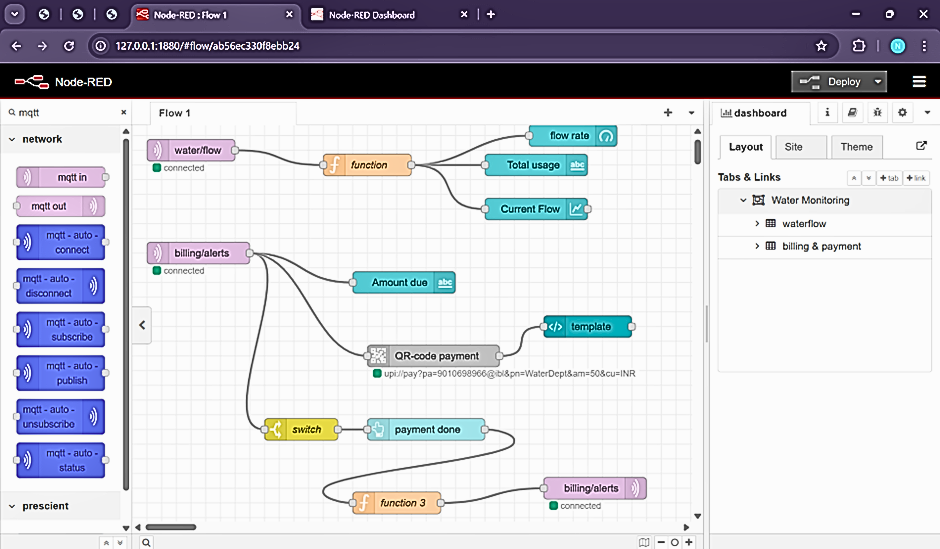 Node-RED : Flow 1
Node-RED Dashboard
127.0.0.1:1880/#flow/ab56ec330f8ebb24
N
Node-RED
Deploy
mqtt
Flow 1
dashboard
network
mqtt in
mqtt out
mqtt - auto -
connect
mqtt - auto -
disconnect
mqtt - auto -
subscribe
mqtt - auto -
publish
mqtt - auto -
unsubscribe
mqtt - auto -
status
prescient
water/flow
connected
function
flow rate
Total usage
abc
Current Flow
billing/alerts
connected
Amount due
abc
template
QR-code payment
upi://pay?pa=9010698966@ibl&pn=WaterDept&am=50&cu=INR
switch
payment done
function 3
billing/alerts
connected
Layout
Site
Theme
Tabs & Links
tab
link
Water Monitoring
waterflow
billing & payment